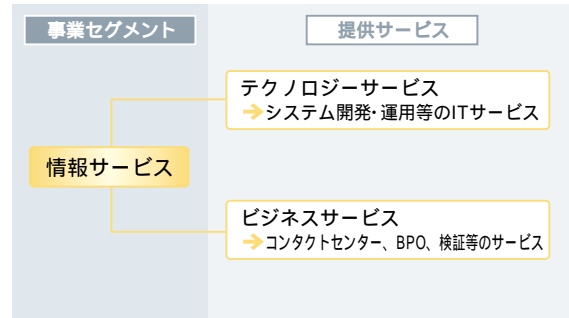 事業セグメント
提供サービス
テクノロジーサービス
➔システム開発・運用等のITサービス
情報サービス
ビジネスサービス
➔コンタクトセンター、BPO、検証等のサービス